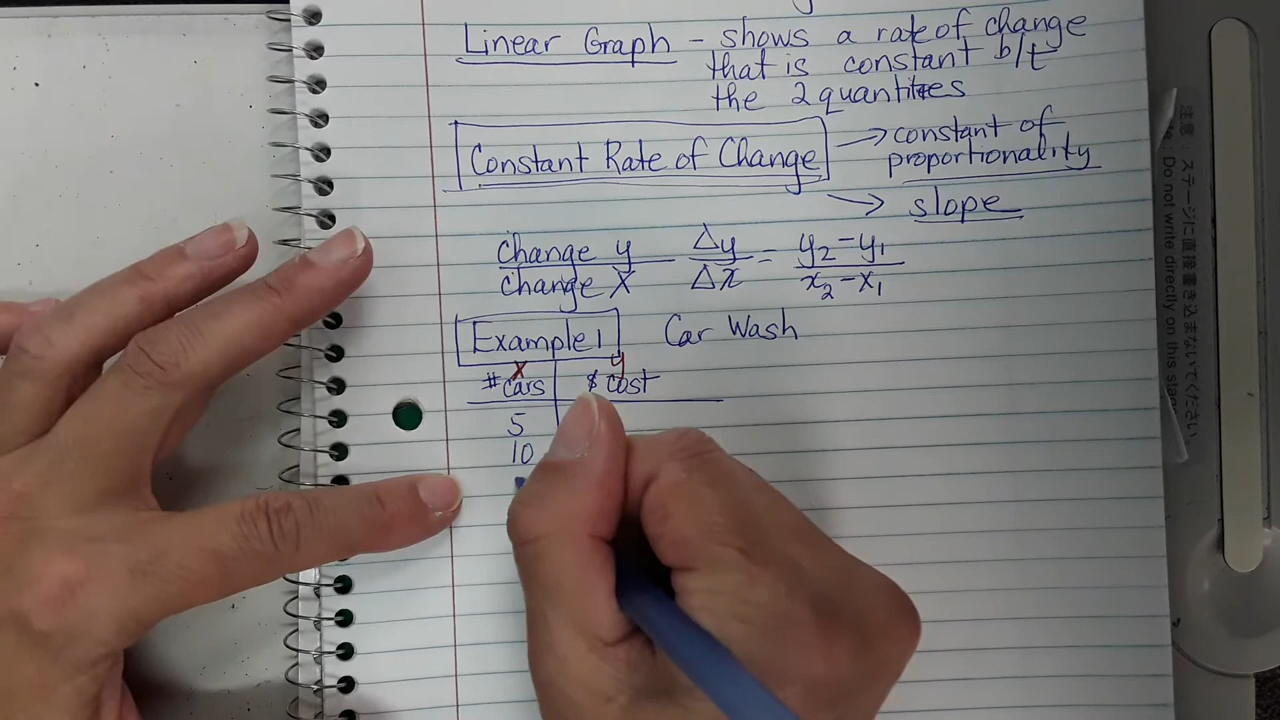 Linear Graph - shows a rate of change
that is constant b/t
the 2 quantites
Constant Rate of Change → constant of
proportionality
→ slope
change y / change x Δy / Δx = y₂-y₁ / x₂-x₁
Example 1 Car Wash
x y
# cars $ cost
5
10
注意:ステージに直接書き込まないでください
Do not write directly on this stage